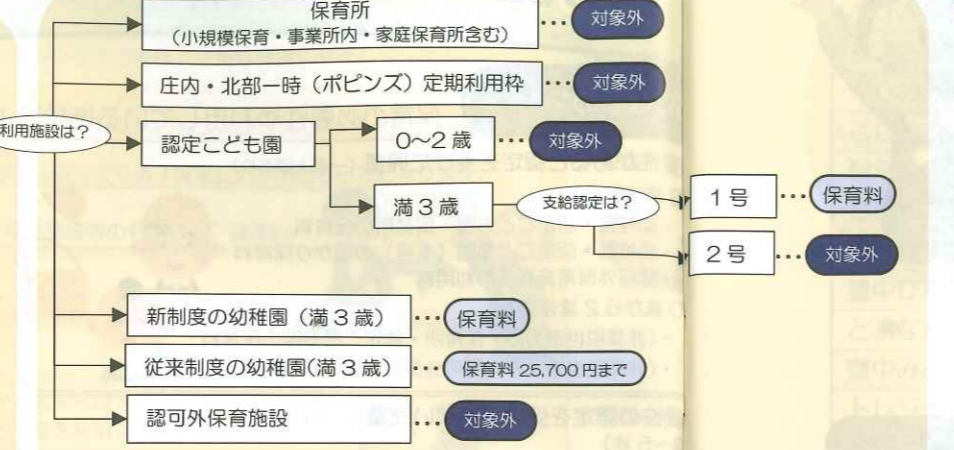 保育所
(小規模保育・事業所内・家庭保育所含む)
対象外
庄内・北部一時(ポピンズ)定期利用枠
対象外
利用施設は?
認定こども園
0~2歳
対象外
満3歳
支給認定は?
1号
保育料
2号
対象外
新制度の幼稚園(満3歳)
保育料
従来制度の幼稚園(満3歳)
保育料25,700円まで
認可外保育施設
対象外